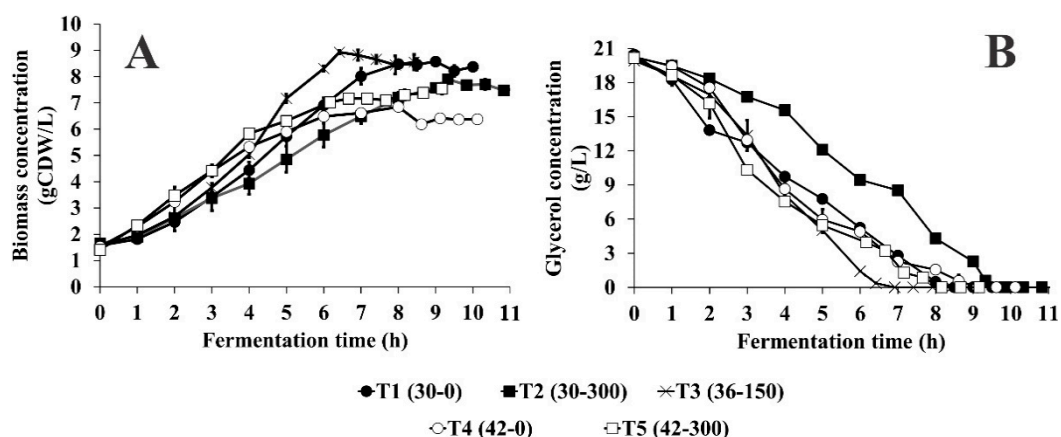 A
Biomass concentration
(gCDW/L)
10
9
8
7
6
5
4
3
2
1
0
0 1 2 3 4 5 6 7 8 9 10 11
Fermentation time (h)
B
Glycerol concentration
(g/L)
21
18
15
12
9
6
3
0
0 1 2 3 4 5 6 7 8 9 10 11
Fermentation time (h)
T1 (30-0) T2 (30-300) T3 (36-150)
T4 (42-0) T5 (42-300)